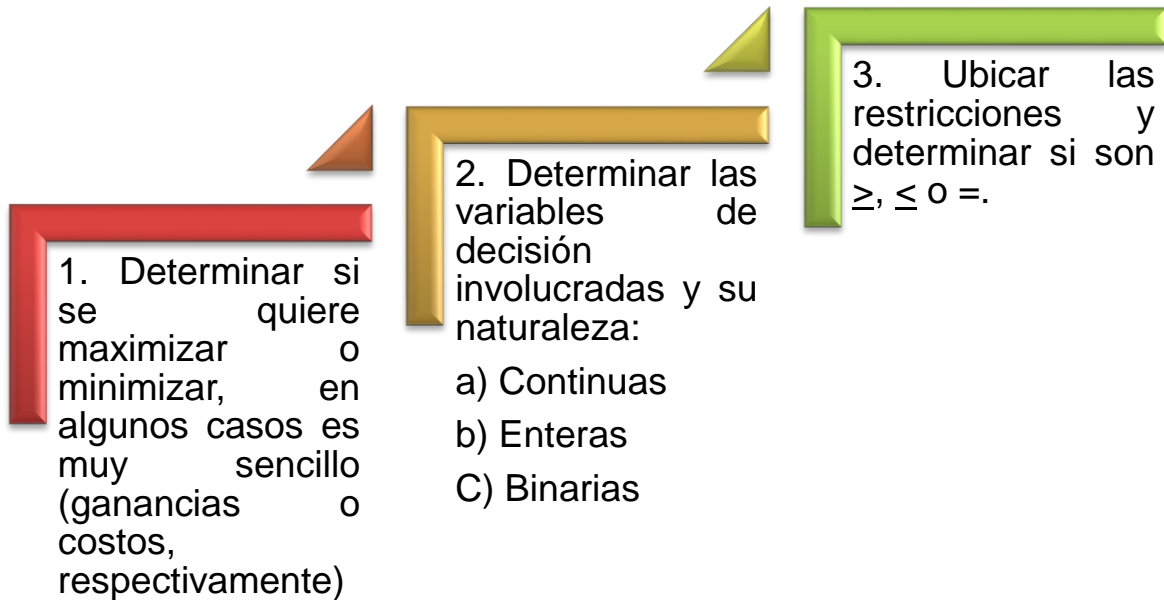 1. Determinar si
se quiere
maximizar o
minimizar, en
algunos casos es
muy sencillo
(ganancias o
costos,
respectivamente)
2. Determinar las
variables de
decisión
involucradas y su
naturaleza:
a) Continuas
b) Enteras
C) Binarias
3. Ubicar las
restricciones y
determinar si son
≥, ≤ o =.